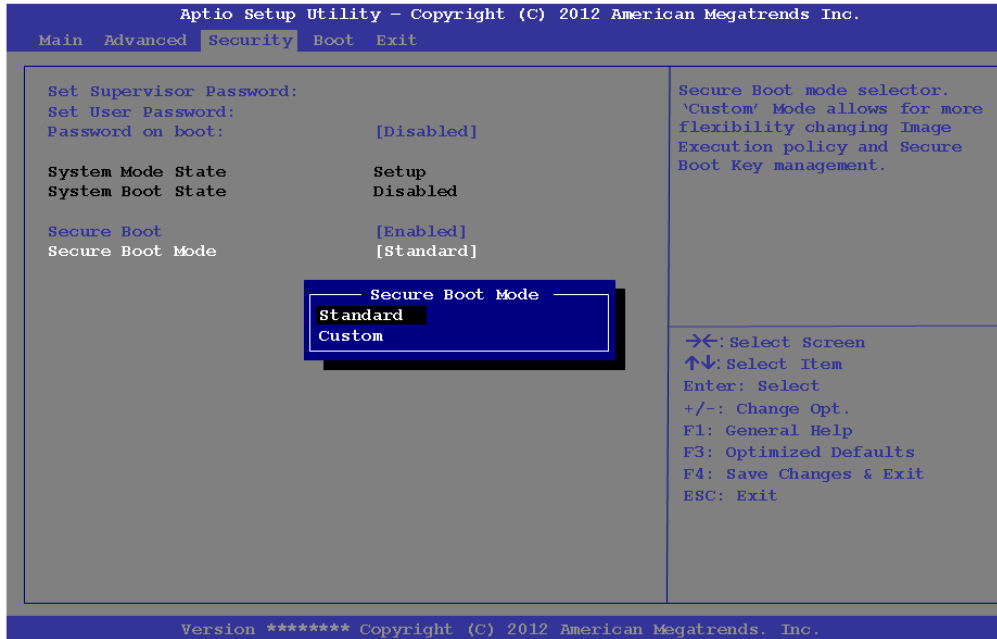 Aptio Setup Utility – Copyright (C) 2012 American Megatrends Inc.
Main Advanced Security Boot Exit
Set Supervisor Password:
Set User Password:
Password on boot: [Disabled]
System Mode State Setup
System Boot State Disabled
Secure Boot [Enabled]
Secure Boot Mode [Standard]
Secure Boot Mode
Standard
Custom
Secure Boot mode selector.
‘Custom’ Mode allows for more
flexibility changing Image
Execution policy and Secure
Boot Key management.
→←: Select Screen
↑↓: Select Item
Enter: Select
+/-: Change Opt.
F1: General Help
F3: Optimized Defaults
F4: Save Changes & Exit
ESC: Exit
Version ******** Copyright (C) 2012 American Megatrends. Inc.